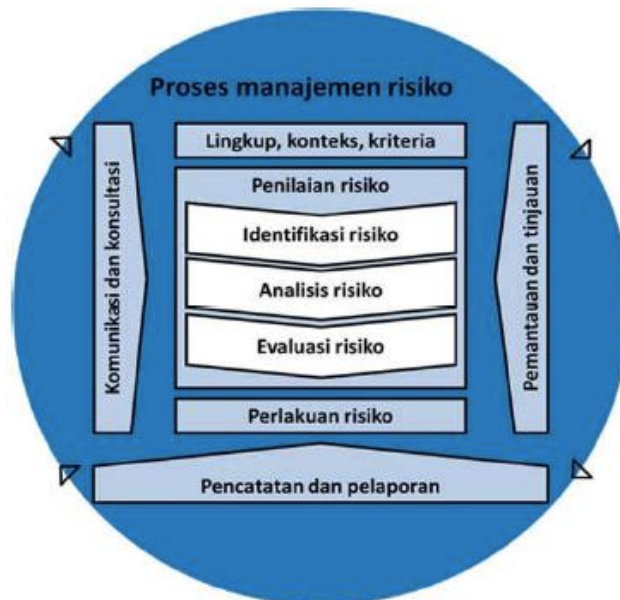 Proses manajemen risiko
Lingkup, konteks, kriteria
Komunikasi dan konsultasi
Penilaian risiko
Identifikasi risiko
Analisis risiko
Evaluasi risiko
Pemantauan dan tinjauan
Perlakuan risiko
Pencatatan dan pelaporan